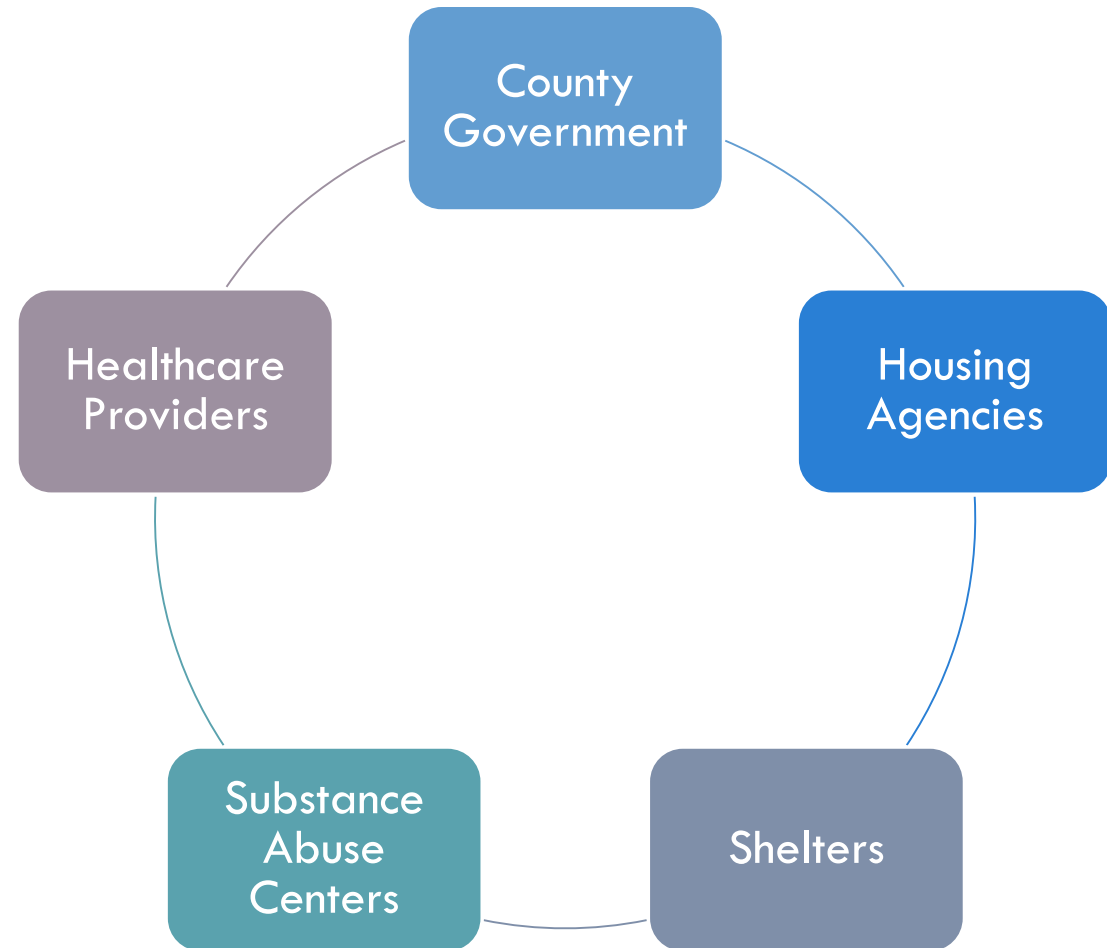 County
Government
Housing
Agencies
Shelters
Substance
Abuse
Centers
Healthcare
Providers